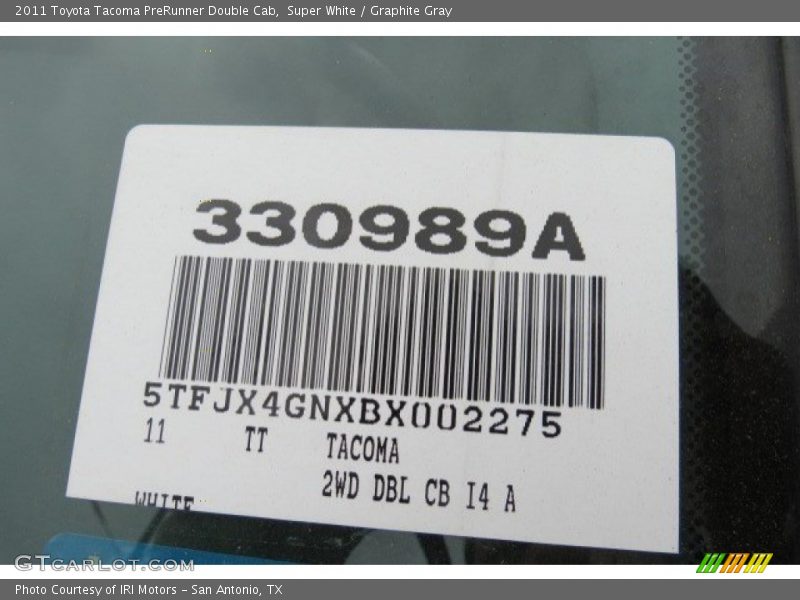 2011 Toyota Tacoma PreRunner Double Cab, Super White / Graphite Gray
330989A
5TFJX4GNXBX002275
11 TT TACOMA
2WD DBL CB I4 A
WHITE
GTCARLOT.COM
Photo Courtesy of IRI Motors – San Antonio, TX